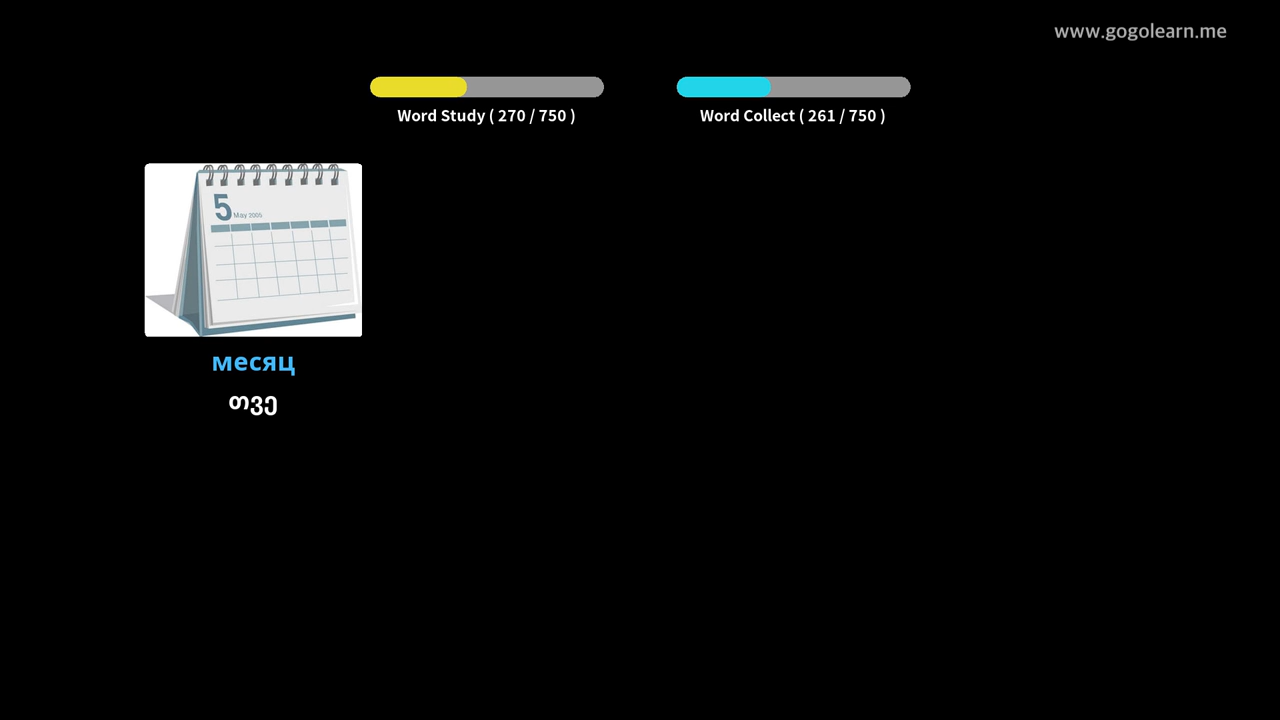 www.gogolearn.me
Word Study ( 270 / 750 )
Word Collect ( 261 / 750 )
5 May 2005
месяц
თვე